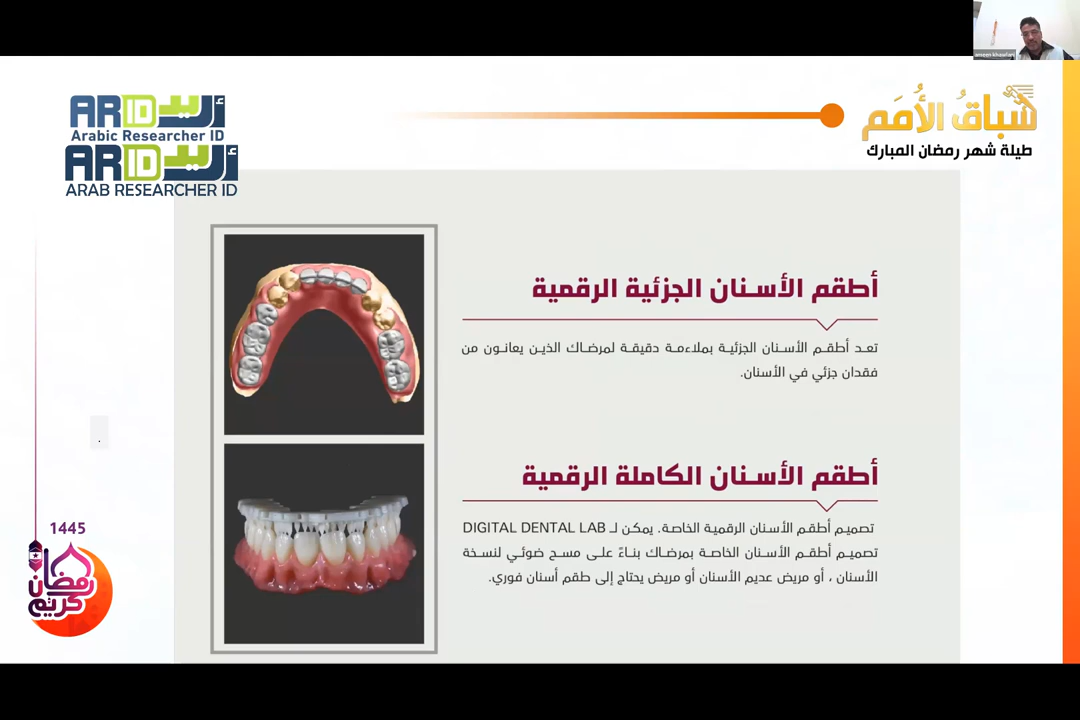 aseem khawlani
سباقُ الأُمَم
طيلة شهر رمضان المبارك
ARID أريد
Arabic Researcher ID
ARID أريد
ARAB RESEARCHER ID
أطقم الأسنان الجزئية الرقمية
تعد أطقم الأسنان الجزئية بملاءمة دقيقة لمرضاك الذين يعانون من
فقدان جزئي في الأسنان.
أطقم الأسنان الكاملة الرقمية
تصميم أطقم الأسنان الرقمية الخاصة. يمكن لـ DIGITAL DENTAL LAB
تصميم أطقم الأسنان الخاصة بمرضاك بناءً على مسح ضوئي لنسخة
الأسنان ، أو مريض عديم الأسنان أو مريض يحتاج إلى طقم أسنان فوري.
.
1445
رمضان
كريم